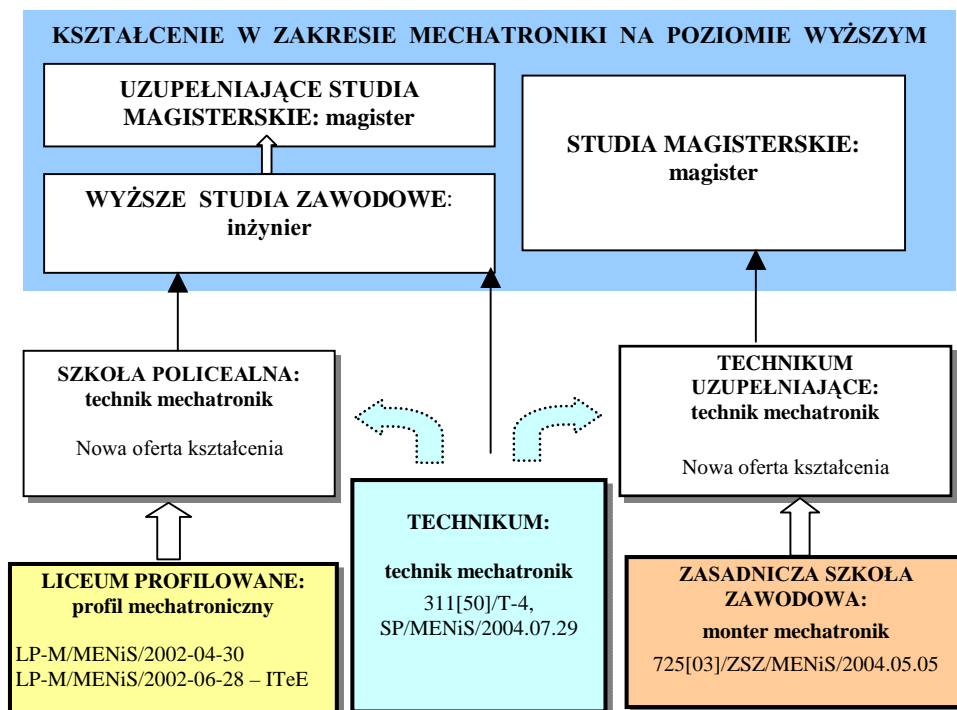 KSZTAŁCENIE W ZAKRESIE MECHATRONIKI NA POZIOMIE WYŻSZYM
UZUPEŁNIAJĄCE STUDIA
MAGISTERSKIE: magister
STUDIA MAGISTERSKIE:
magister
WYŻSZE STUDIA ZAWODOWE:
inżynier
SZKOŁA POLICEALNA:
technik mechatronik
Nowa oferta kształcenia
TECHNIKUM
UZUPEŁNIAJĄCE:
technik mechatronik
Nowa oferta kształcenia
LICEUM PROFILOWANE:
profil mechatroniczny
LP-M/MENiS/2002-04-30
LP-M/MENiS/2002-06-28 – ITeE
TECHNIKUM:
technik mechatronik
311[50]/T-4,
SP/MENiS/2004.07.29
ZASADNICZA SZKOŁA
ZAWODOWA:
monter mechatronik
725[03]/ZSZ/MENiS/2004.05.05